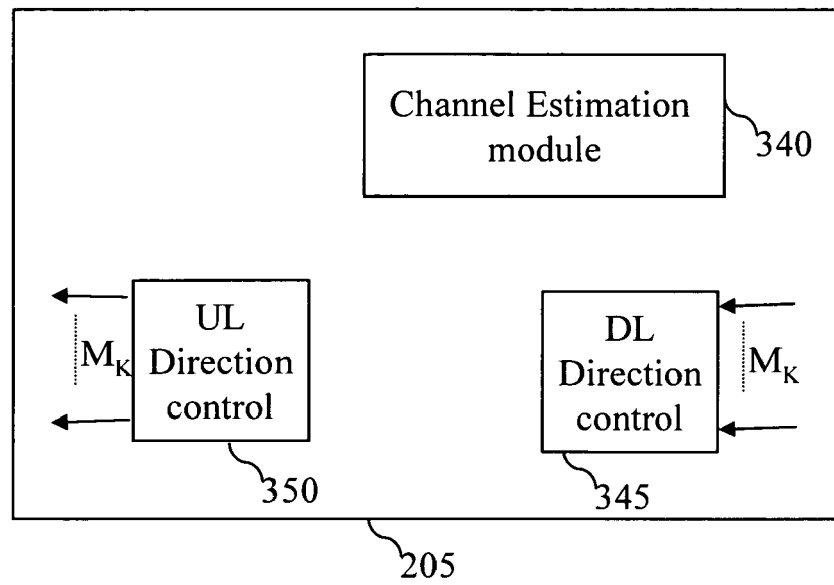 Channel Estimation
module
340
UL
Direction
control
M_K
350
DL
Direction
control
M_K
345
205